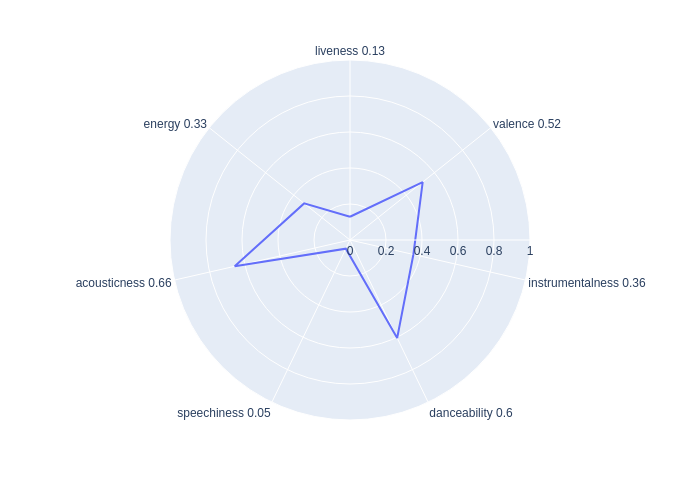 liveness 0.13
energy 0.33
valence 0.52
0 0.2 0.4 0.6 0.8 1
acousticness 0.66
instrumentalness 0.36
speechiness 0.05
danceability 0.6